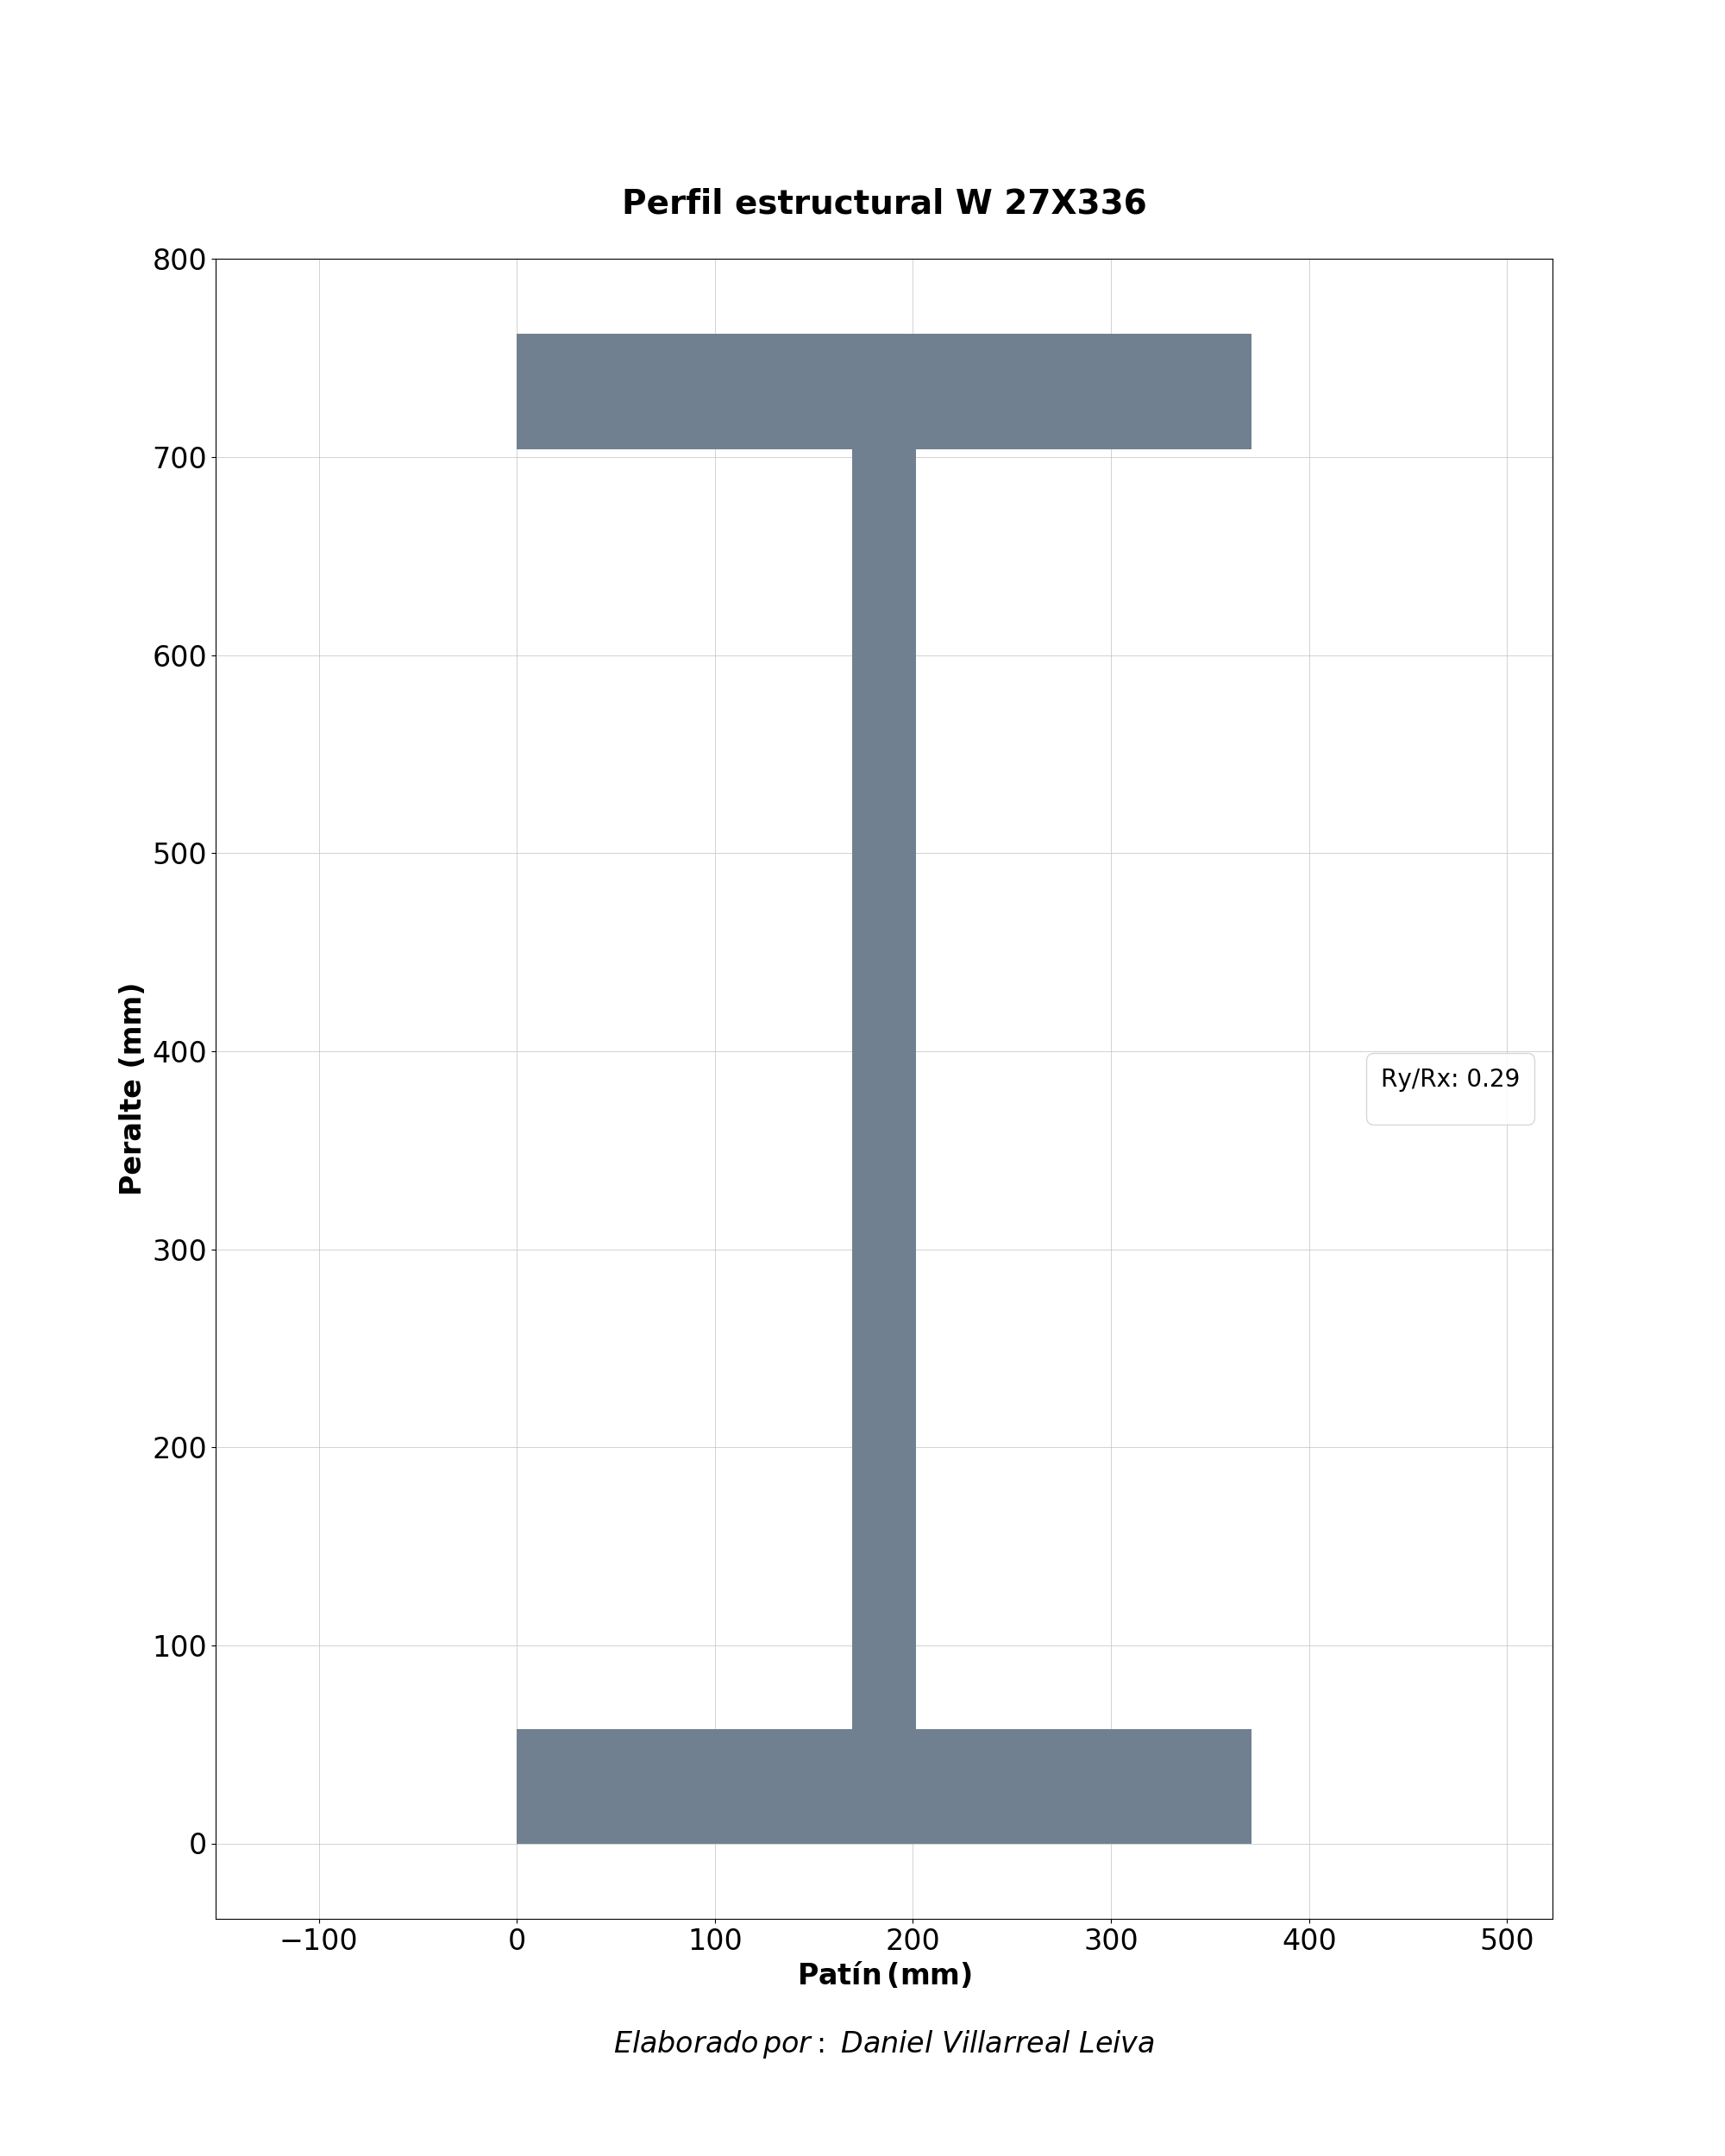 Perfil estructural W 27X336
800
700
600
500
400
300
200
100
0
Peralte (mm)
Ry/Rx: 0.29
−100 0 100 200 300 400 500
Patín (mm)
Elaborado por: Daniel Villarreal Leiva